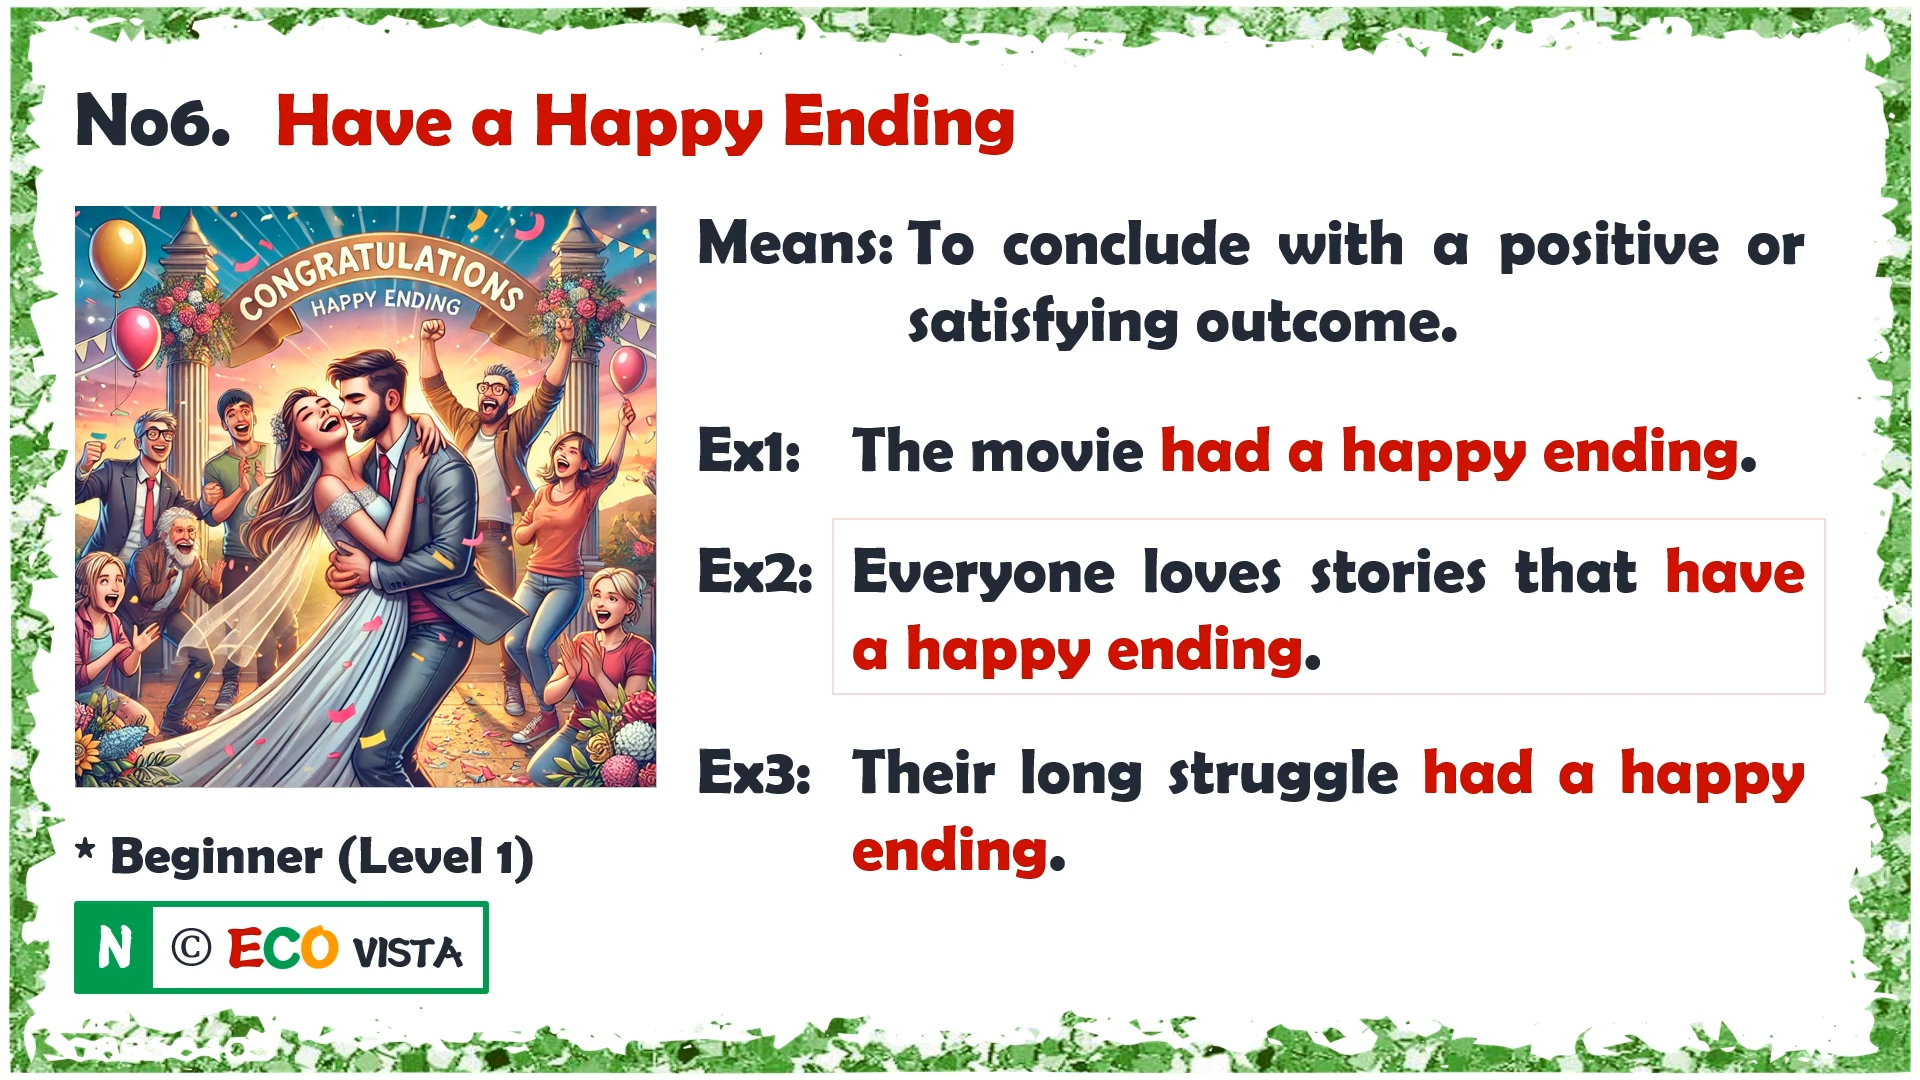 No6. Have a Happy Ending
CONGRATULATIONS
HAPPY ENDING
Means: To conclude with a positive or
satisfying outcome.
Ex1: The movie had a happy ending.
Ex2: Everyone loves stories that have
a happy ending.
Ex3: Their long struggle had a happy
ending.
* Beginner (Level 1)
N © ECO VISTA